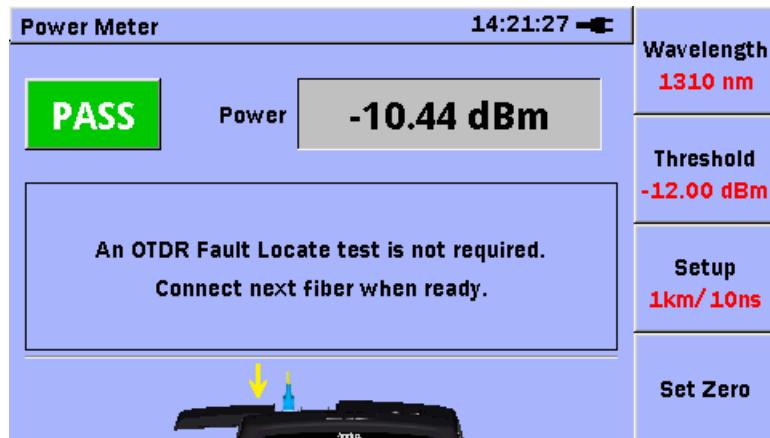 Power Meter
14:21:27
PASS
Power
-10.44 dBm
An OTDR Fault Locate test is not required.
Connect next fiber when ready.
Wavelength
1310 nm
Threshold
-12.00 dBm
Setup
1km/10ns
Set Zero